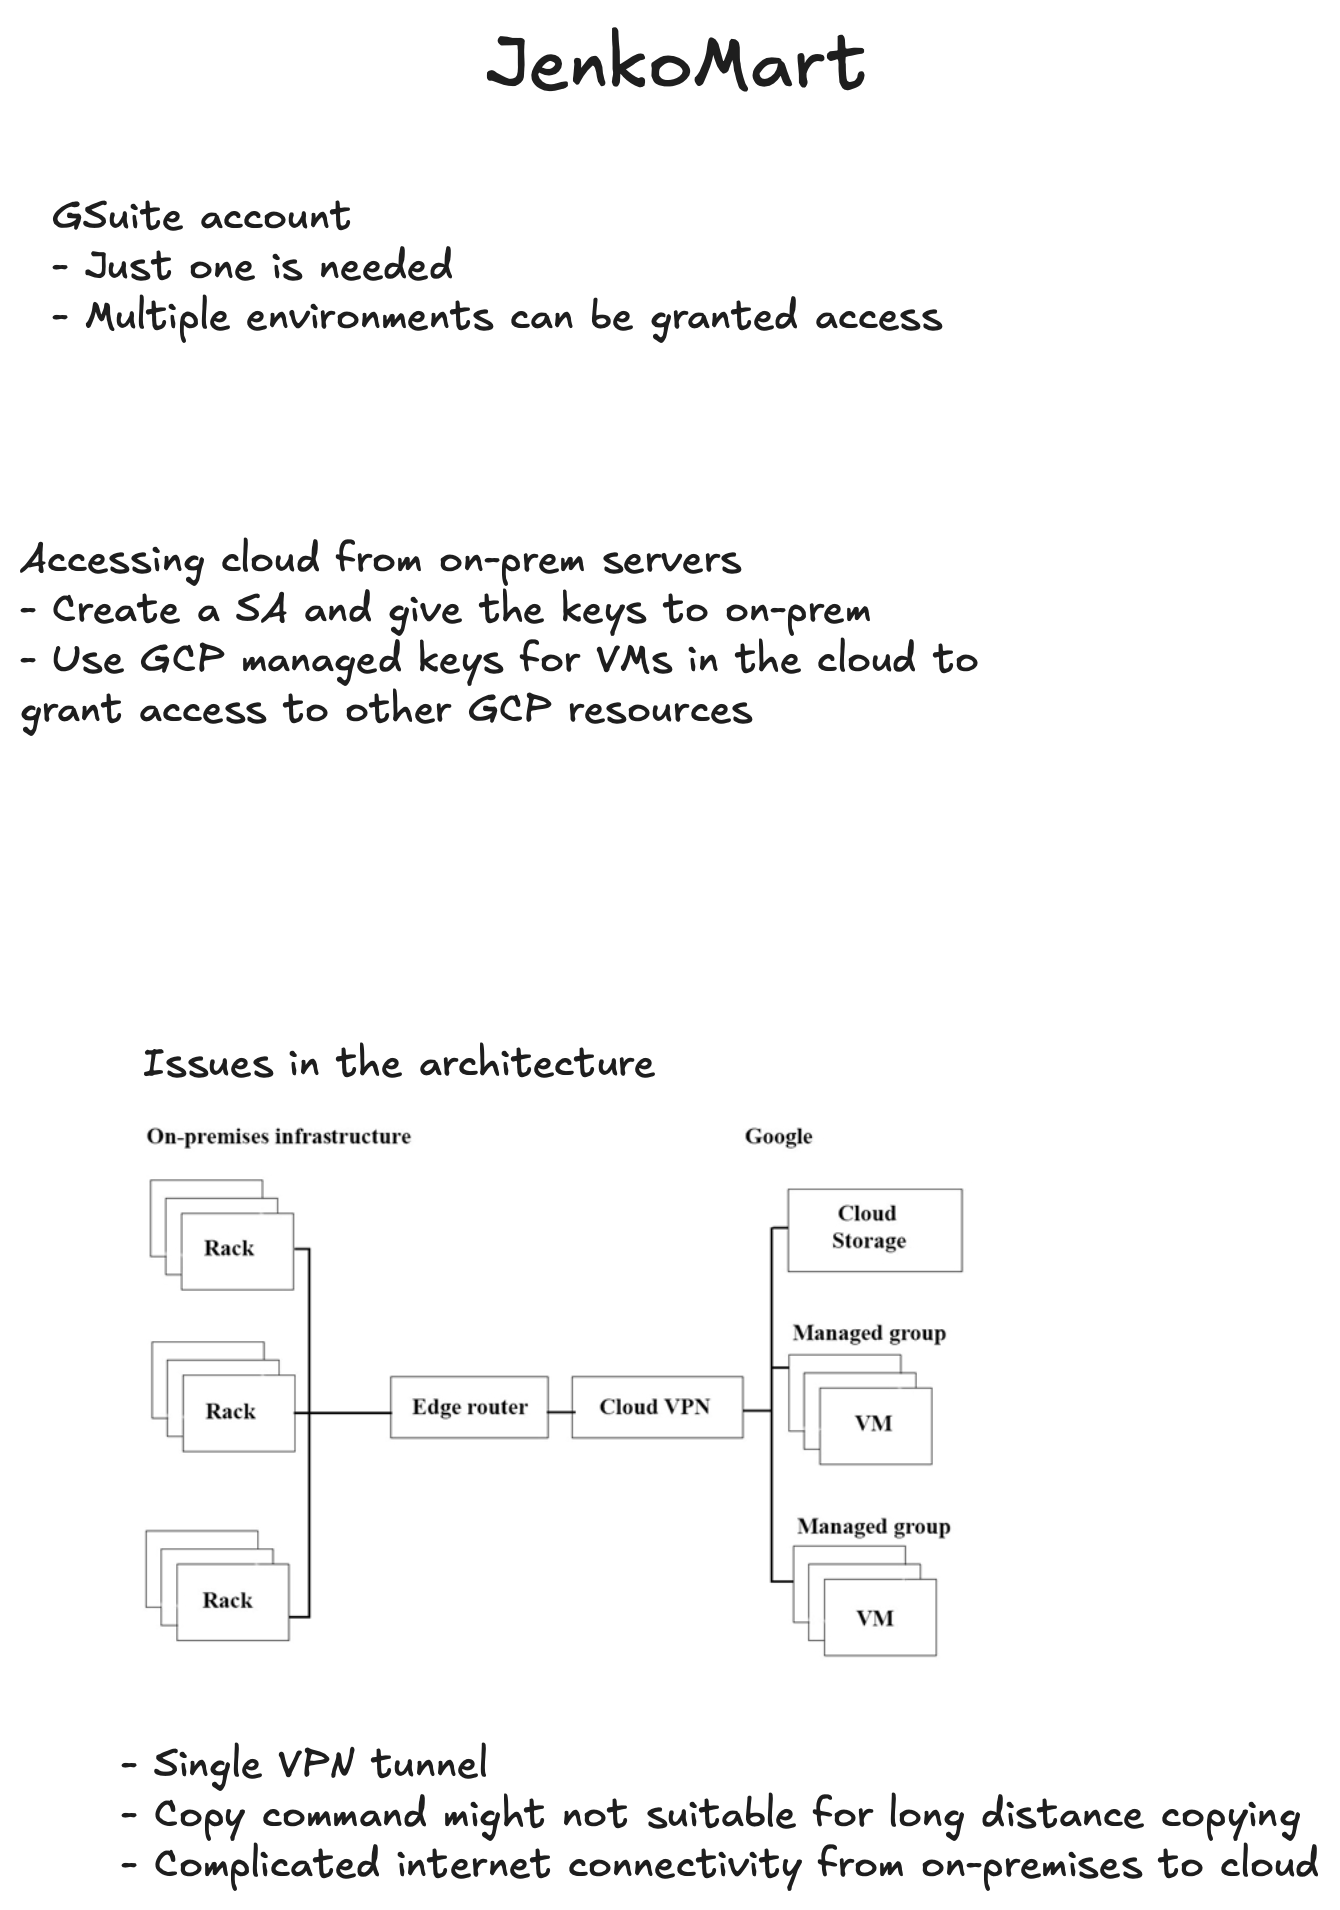 JenkoMart
GSuite account
- Just one is needed
- Multiple environments can be granted access
Accessing cloud from on-prem servers
- Create a SA and give the keys to on-prem
- Use GCP managed keys for VMs in the cloud to
grant access to other GCP resources
Issues in the architecture
On-premises infrastructure
Google
Rack
Rack
Rack
Edge router
Cloud VPN
Cloud
Storage
Managed group
VM
Managed group
VM
- Single VPN tunnel
- Copy command might not suitable for long distance copying
- Complicated internet connectivity from on-premises to cloud